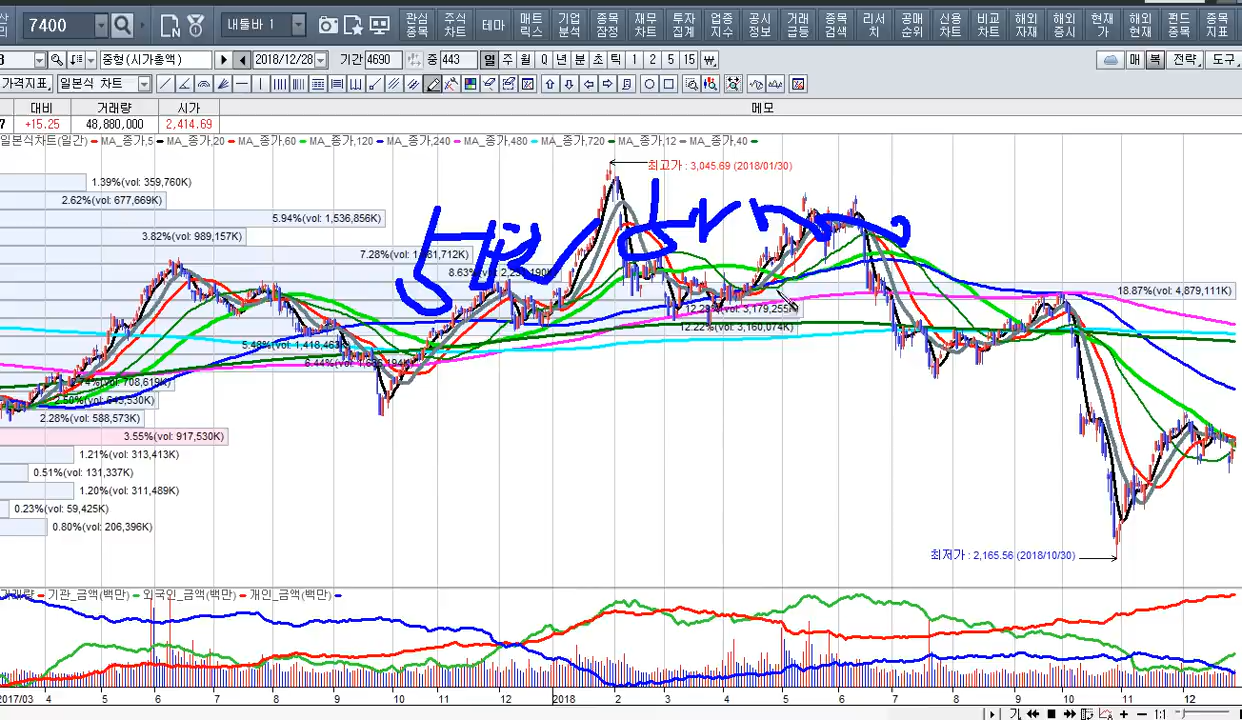 7400 내툴바 1 관심종목 주식차트 테마 매트릭스 기업분석 종목잠정 재무차트 투자집계 업종지수 공시정보 거래급등 종목검색 리서치 공매순위 신용차트 비교차트 해외자재 해외증시 현재가 해외현재 펀드종목 종목지표
중형(시가총액) 2018/12/28 기간 4690 중 443 일 주 월 Q 년 분 초 틱 1 2 5 15 ₩ 매 복 전략 도구
가격지표 일본식 차트
대비 거래량 시가 메모
7 +15.25 48,880,000 2,414.69
일본식차트(일간) MA_종가,5 MA_종가,20 MA_종가,60 MA_종가,120 MA_종가,240 MA_종가,480 MA_종가,720 MA_종가,12 MA_종가,40
최고가 : 3,045.69 (2018/01/30)
1.39%(vol: 359,760K)
2.62%(vol: 677,669K)
5.94%(vol: 1,536,856K)
3.82%(vol: 989,157K)
18.87%(vol: 4,879,111K)
12.22%(vol: 3,160,074K)
2.28%(vol: 588,573K)
3.55%(vol: 917,530K)
1.21%(vol: 313,413K)
0.51%(vol: 131,337K)
1.20%(vol: 311,489K)
0.23%(vol: 59,425K)
0.80%(vol: 206,396K)
최저가 : 2,165.56 (2018/10/30)
거래량 기관_금액(백만) 외국인_금액(백만) 개인_금액(백만)
2017/03 4 5 6 7 8 9 10 11 12 2018 2 3 4 5 6 7 8 9 10 11 12
1:1